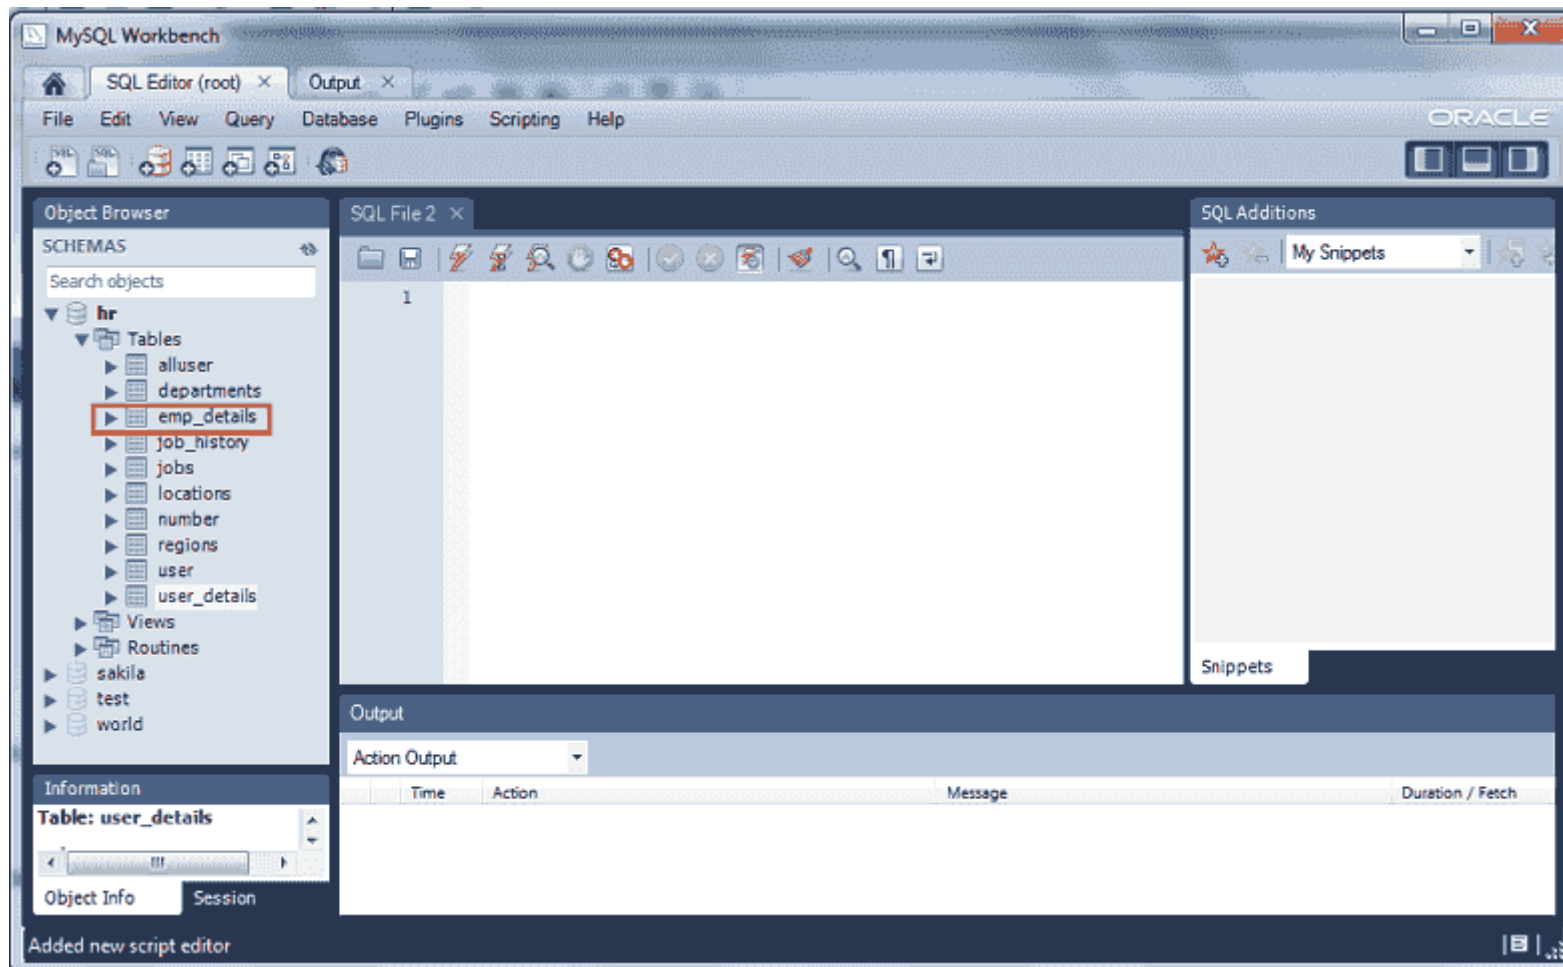 MySQL Workbench
SQL Editor (root) Output
File Edit View Query Database Plugins Scripting Help ORACLE
SQL SQL
Object Browser
SCHEMAS
Search objects
hr
Tables
alluser
departments
emp_details
job_history
jobs
locations
number
regions
user
user_details
Views
Routines
sakila
test
world
Information
Table: user_details
Object Info Session
SQL File 2
1
SQL Additions
My Snippets
Snippets
Output
Action Output
Time Action Message Duration / Fetch
Added new script editor